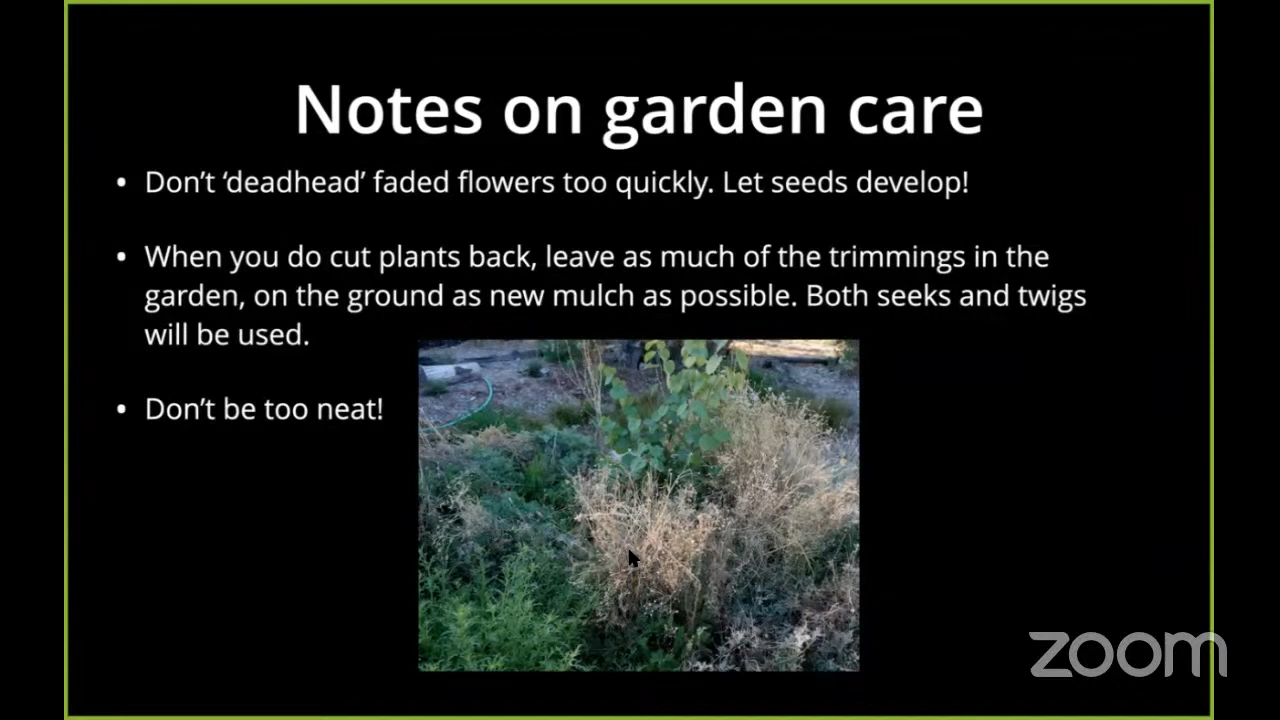 Notes on garden care
• Don’t ‘deadhead’ faded flowers too quickly. Let seeds develop!
• When you do cut plants back, leave as much of the trimmings in the
garden, on the ground as new mulch as possible. Both seeks and twigs
will be used.
• Don’t be too neat!
zoom